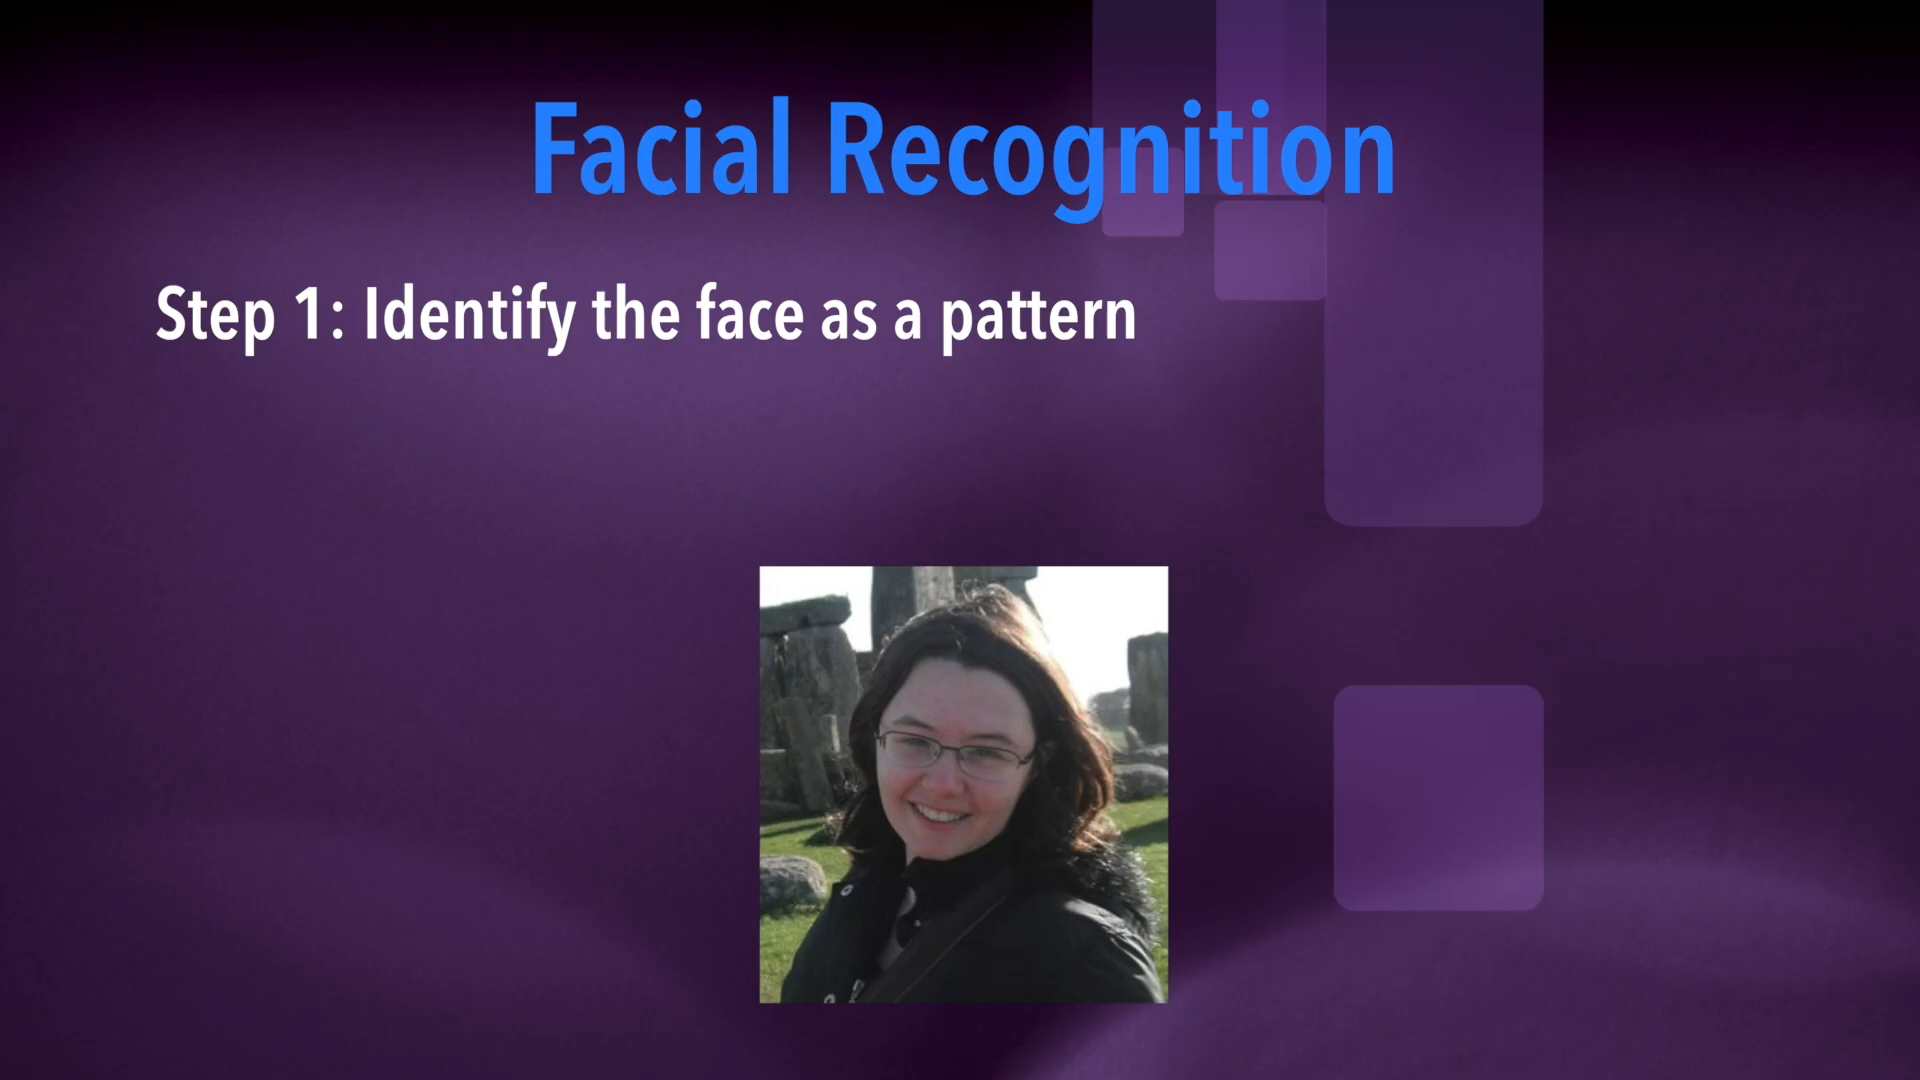 Facial Recognition
Step 1: Identify the face as a pattern